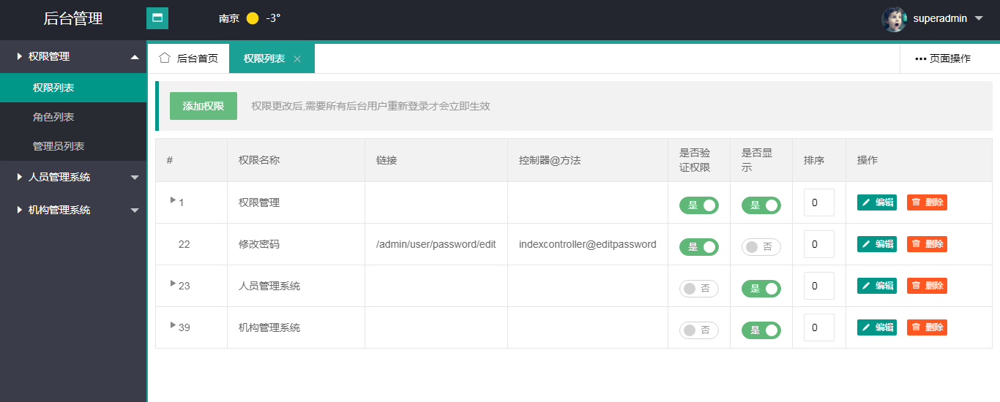 后台管理
南京 -3°
superadmin
权限管理
权限列表
角色列表
管理员列表
人员管理系统
机构管理系统
后台首页 权限列表 页面操作
添加权限 权限更改后,需要所有后台用户重新登录才会立即生效
# 权限名称 链接 控制器@方法 是否验证权限 是否显示 排序 操作
1 权限管理 是 是 0 编辑 删除
22 修改密码 /admin/user/password/edit indexcontroller@editpassword 是 否 0 编辑 删除
23 人员管理系统 否 是 0 编辑 删除
39 机构管理系统 否 是 0 编辑 删除